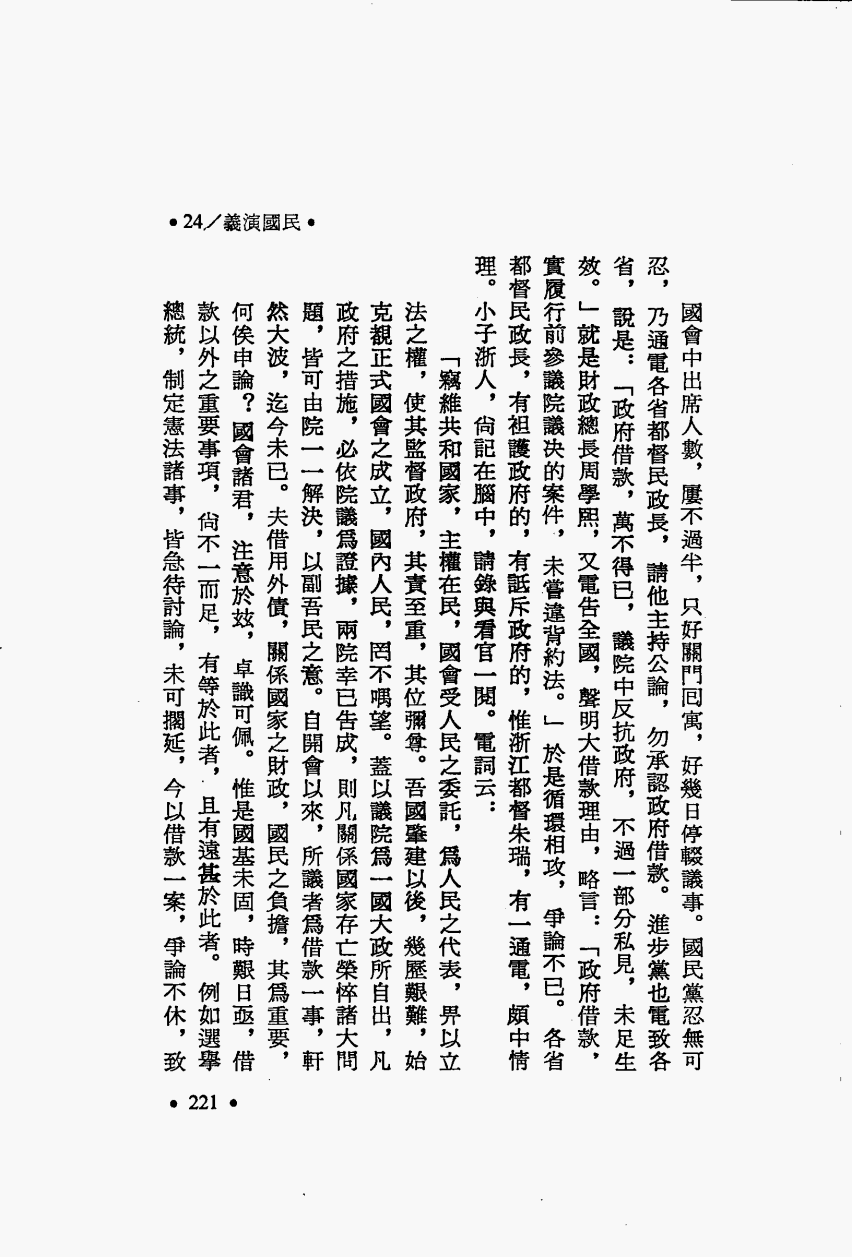 •24／義演國民•
國會中出席人數，屢不過半，只好關門回寓，好幾日停輟議事。國民黨忍無可
忍，乃通電各省都督民政長，請他主持公論，勿承認政府借款。進步黨也電致各
省，說是：「政府借款，萬不得已，議院中反抗政府，不過一部分私見，未足生
效。」就是財政總長周學熙，又電告全國，聲明大借款理由，略言：「政府借款，
實履行前參議院議決的案件，未嘗違背約法。」於是循環相攻，爭論不已。各省
都督民政長，有袒護政府的，有詆斥政府的，惟浙江都督朱瑞，有一通電，頗中情
理。小子浙人，尙記在腦中，請錄與看官一閱。電詞云：
「竊維共和國家，主權在民，國會受人民之委託，爲人民之代表，畀以立
法之權，使其監督政府，其責至重，其位彌尊。吾國肇建以後，幾歷艱難，始
克覩正式國會之成立，國內人民，罔不喁望。蓋以議院爲一國大政所自出，凡
政府之措施，必依院議爲證據，兩院幸已告成，則凡關係國家存亡榮悴諸大問
題，皆可由院一一解決，以副吾民之意。自開會以來，所議者爲借款一事，軒
然大波，迄今未已。夫借用外債，關係國家之財政，國民之負擔，其爲重要，
何俟申論？國會諸君，注意於玆，卓識可佩。惟是國基未固，時艱日亟，借
款以外之重要事項，尙不一而足，有等於此者，且有遠甚於此者。例如選舉
總統，制定憲法諸事，皆急待討論，未可擱延，今以借款一案，爭論不休，致
•221•